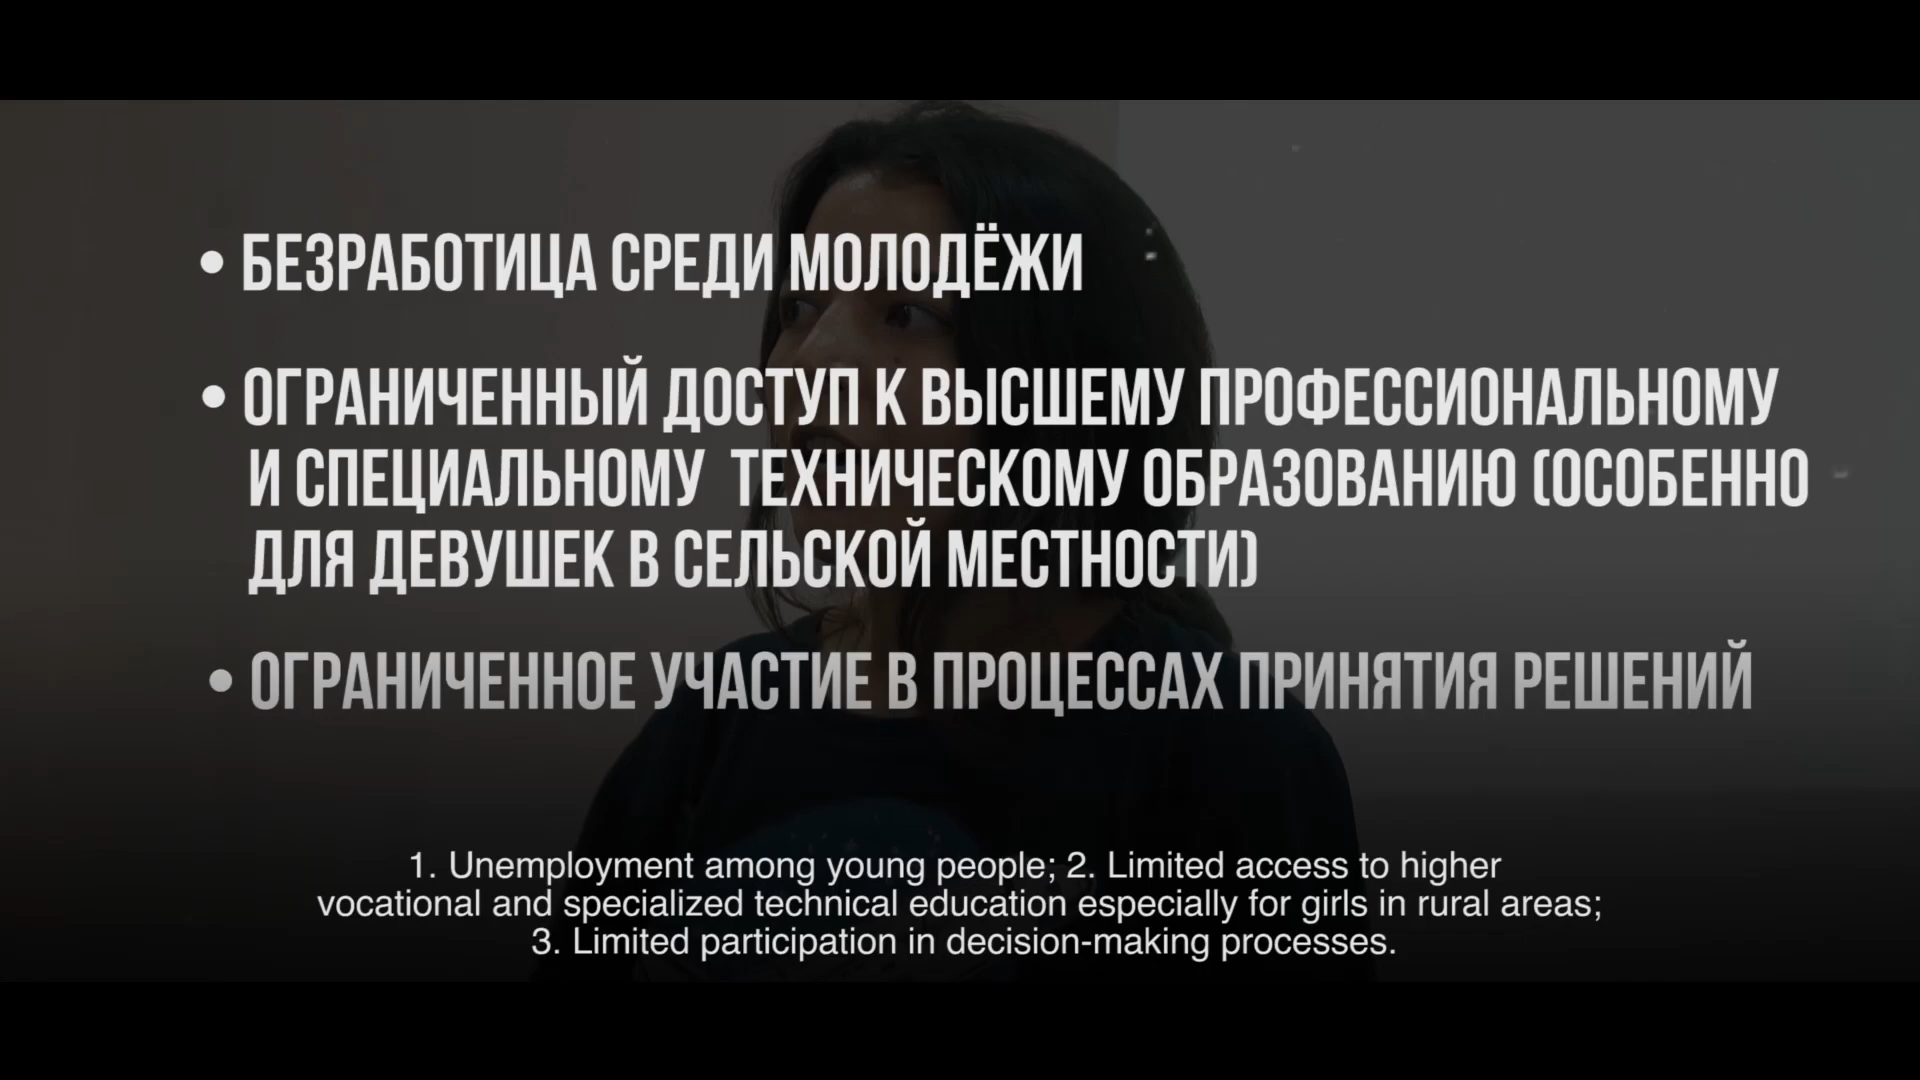 • БЕЗРАБОТИЦА СРЕДИ МОЛОДЁЖИ
• ОГРАНИЧЕННЫЙ ДОСТУП К ВЫСШЕМУ ПРОФЕССИОНАЛЬНОМУ
И СПЕЦИАЛЬНОМУ ТЕХНИЧЕСКОМУ ОБРАЗОВАНИЮ (ОСОБЕННО
ДЛЯ ДЕВУШЕК В СЕЛЬСКОЙ МЕСТНОСТИ)
• ОГРАНИЧЕННОЕ УЧАСТИЕ В ПРОЦЕССАХ ПРИНЯТИЯ РЕШЕНИЙ
1. Unemployment among young people; 2. Limited access to higher
vocational and specialized technical education especially for girls in rural areas;
3. Limited participation in decision-making processes.